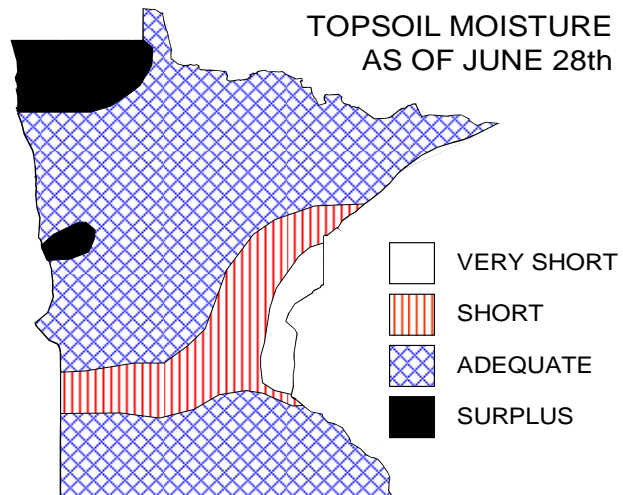 TOPSOIL MOISTURE
AS OF JUNE 28th
VERY SHORT
SHORT
ADEQUATE
SURPLUS